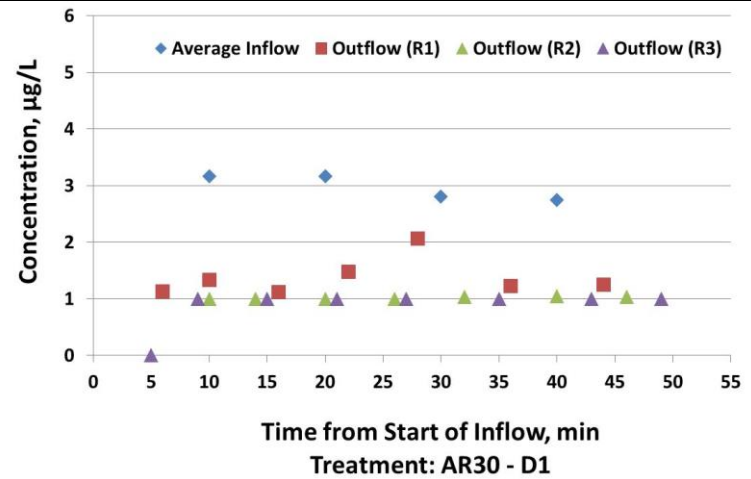 6
Average Inflow Outflow (R1) Outflow (R2) Outflow (R3)
5
4
3
2
1
0
Concentration, µg/L
0 5 10 15 20 25 30 35 40 45 50 55
Time from Start of Inflow, min
Treatment: AR30 - D1